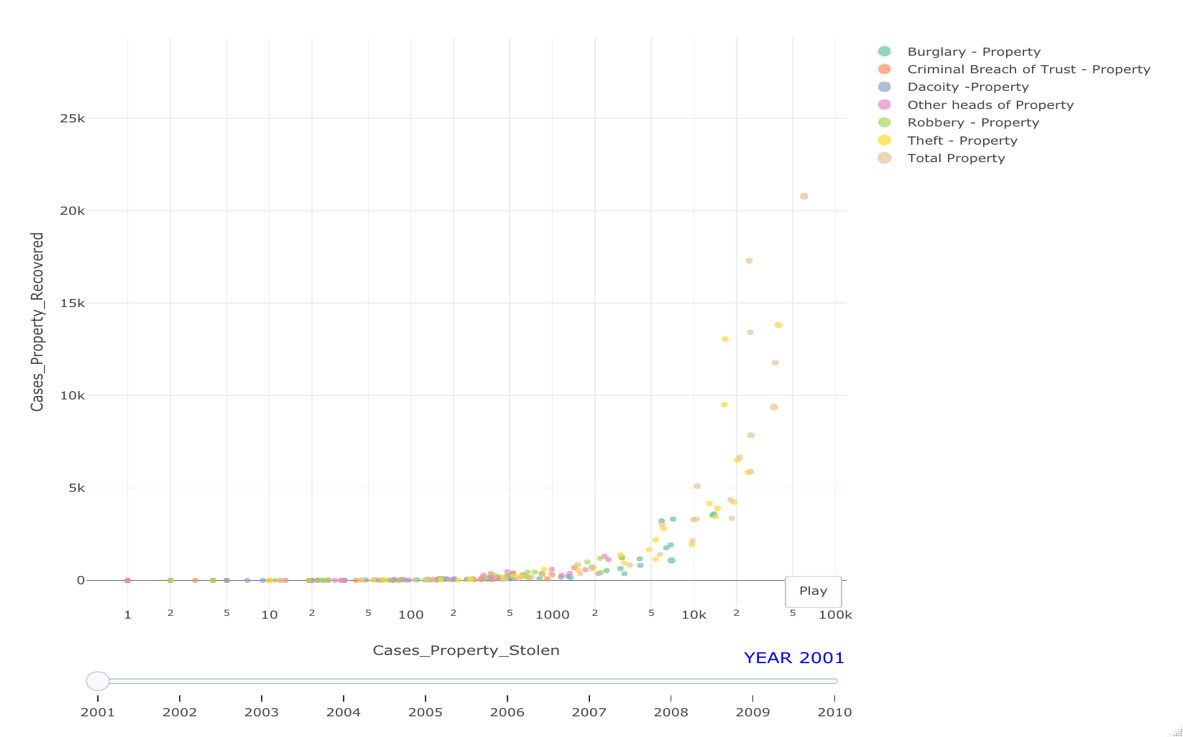 Burglary - Property
Criminal Breach of Trust - Property
Dacoity -Property
Other heads of Property
Robbery - Property
Theft - Property
Total Property
25k
20k
15k
10k
5k
0
Cases_Property_Recovered
1 2 5 10 2 5 100 2 5 1000 2 5 10k 2 5 100k
Play
Cases_Property_Stolen
YEAR 2001
2001 2002 2003 2004 2005 2006 2007 2008 2009 2010